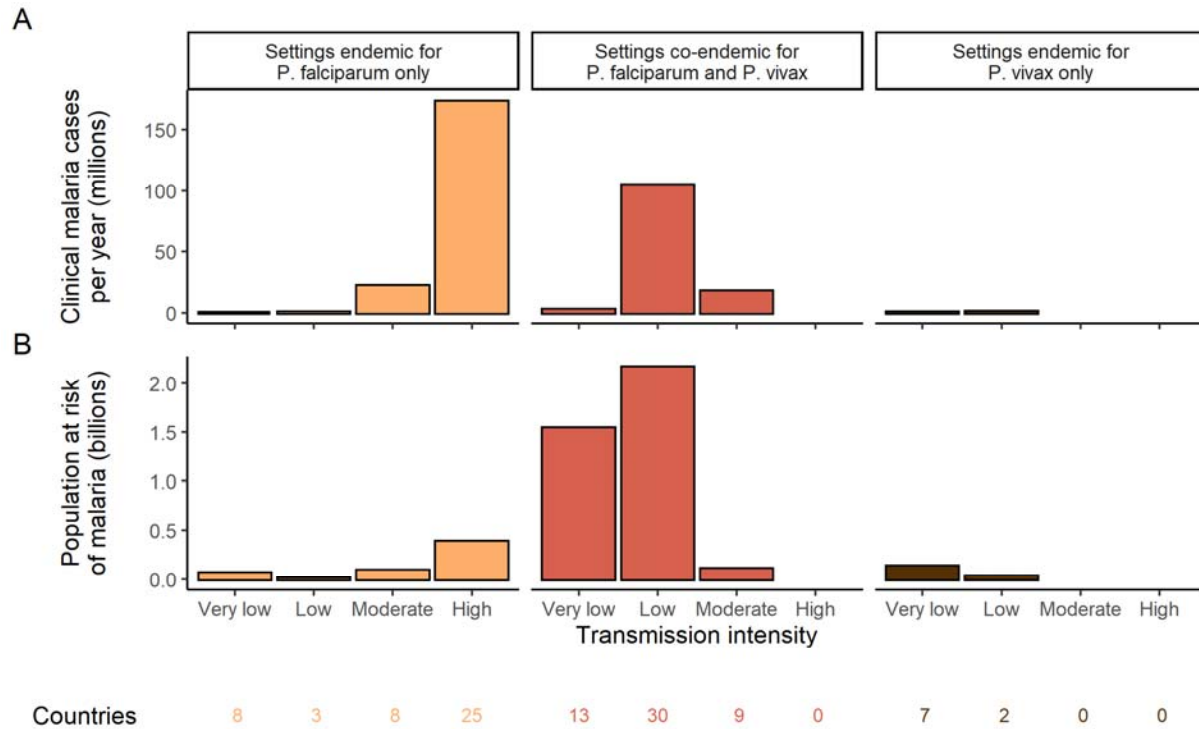 A
Settings endemic for
P. falciparum only
Settings co-endemic for
P. falciparum and P. vivax
Settings endemic for
P. vivax only
Clinical malaria cases
per year (millions)
150
100
50
0
B
Population at risk
of malaria (billions)
2.0
1.5
1.0
0.5
0.0
Very low Low Moderate High Very low Low Moderate High Very low Low Moderate High
Transmission intensity
Countries 8 3 8 25 13 30 9 0 7 2 0 0